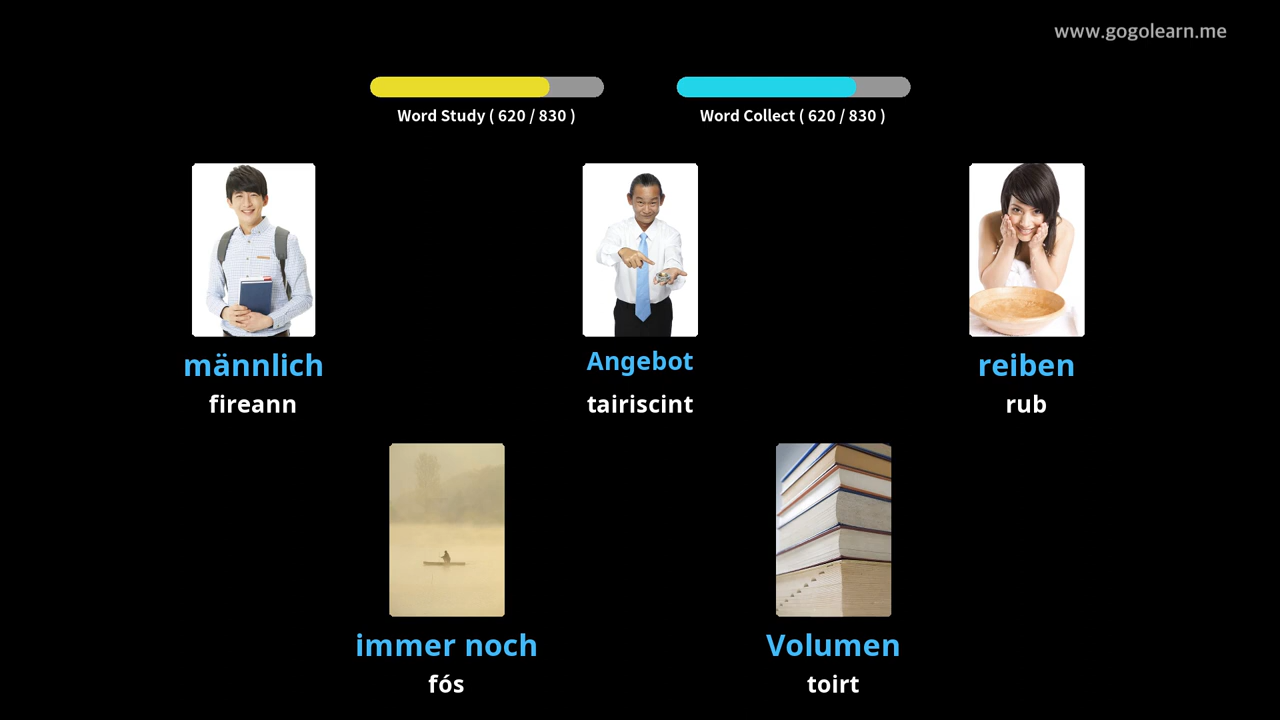 www.gogolearn.me
Word Study ( 620 / 830 )
Word Collect ( 620 / 830 )
männlich
fireann
Angebot
tairiscint
reiben
rub
immer noch
fós
Volumen
toirt